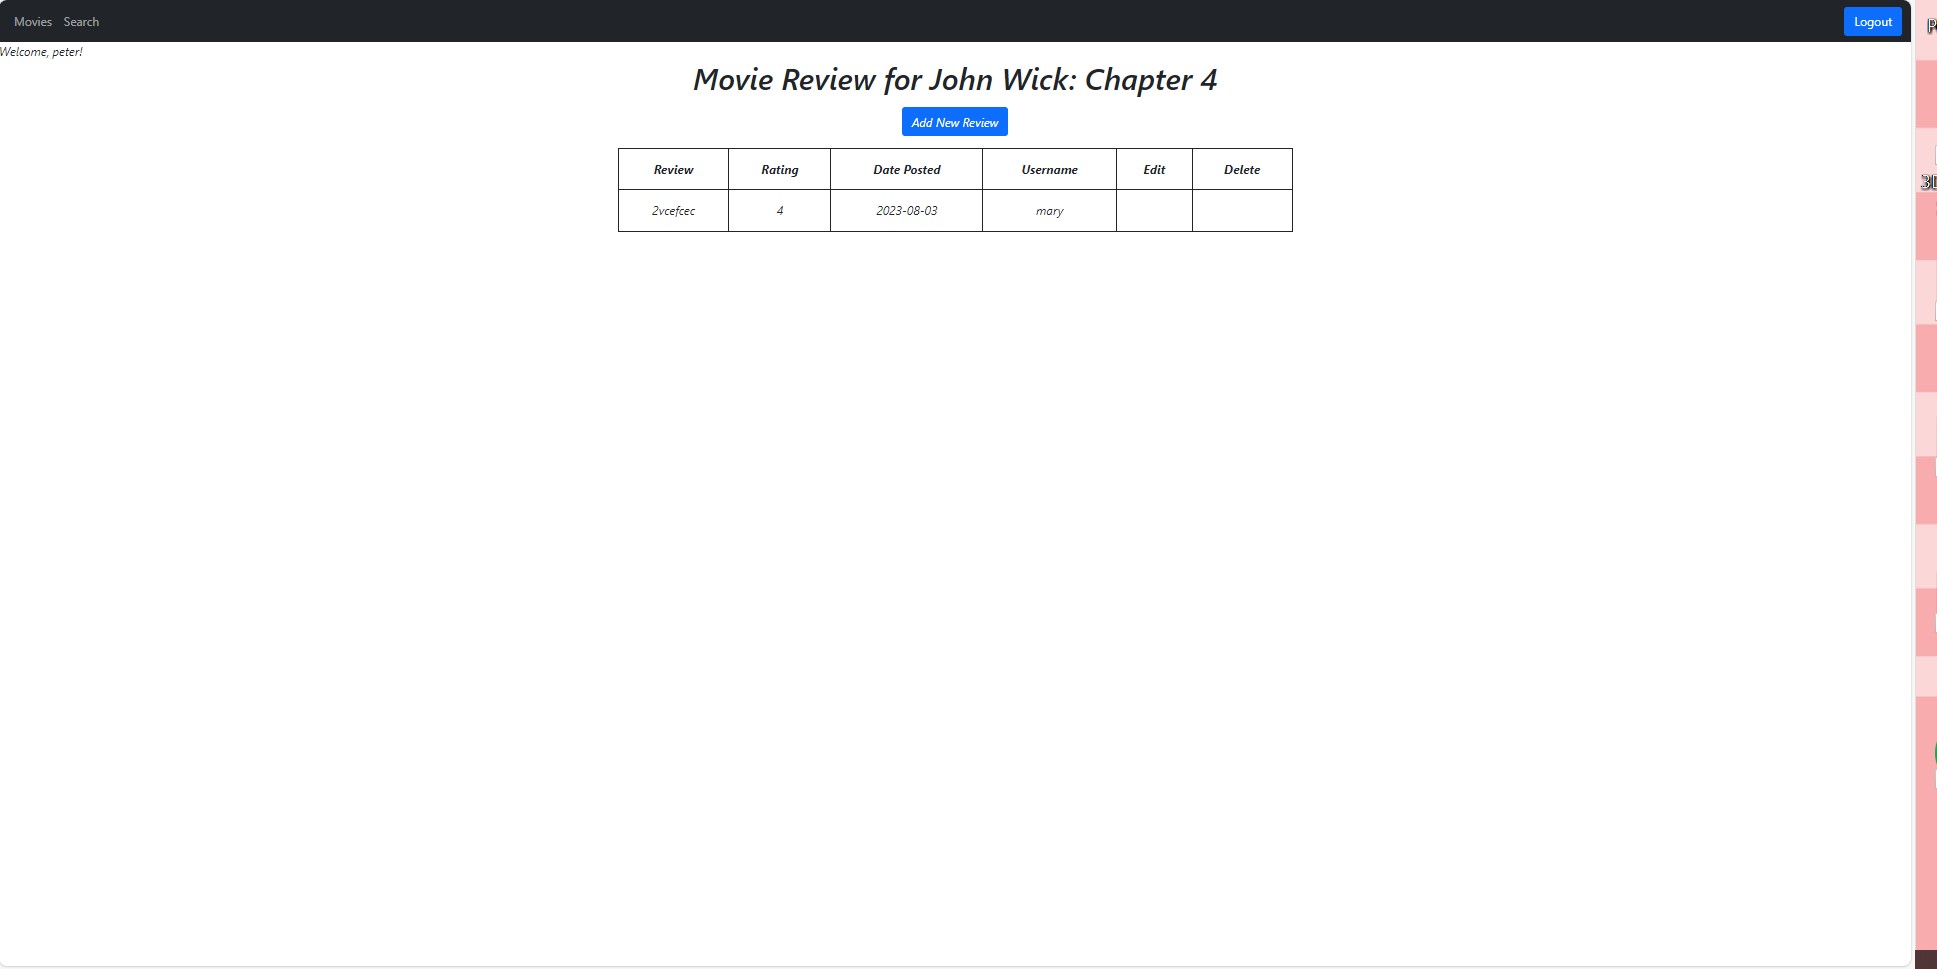 Movies Search Logout
Welcome, peter!
Movie Review for John Wick: Chapter 4
Add New Review
Review Rating Date Posted Username Edit Delete
2vcefcec 4 2023-08-03 mary